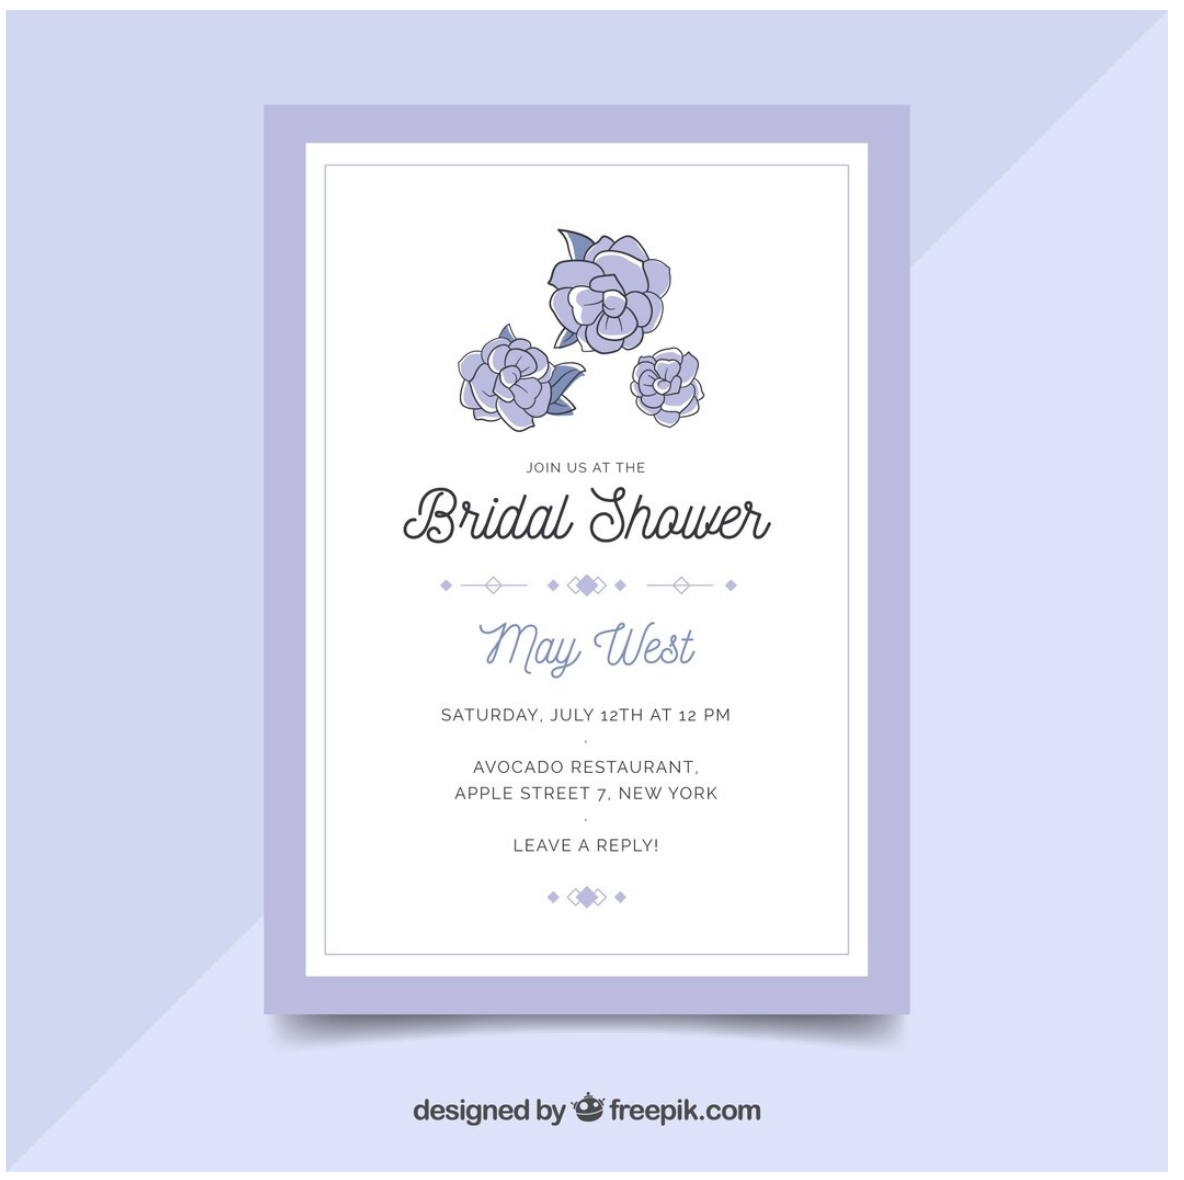 JOIN US AT THE
Bridal Shower
May West
SATURDAY, JULY 12TH AT 12 PM
.
AVOCADO RESTAURANT,
APPLE STREET 7, NEW YORK
.
LEAVE A REPLY!
designed by freepik.com